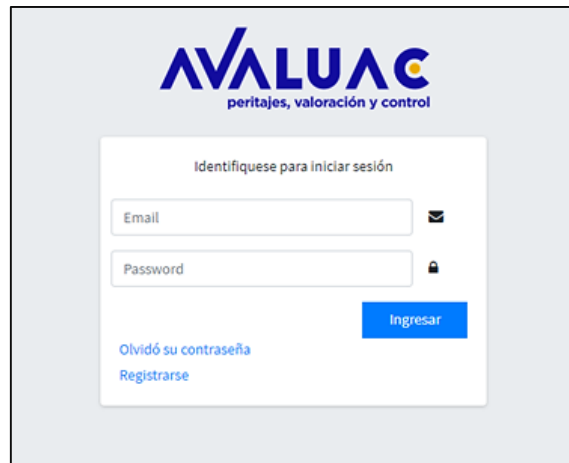 AVALUAC
peritajes, valoración y control
Identifiquese para iniciar sesión
Email
Password
Ingresar
Olvidó su contraseña
Registrarse